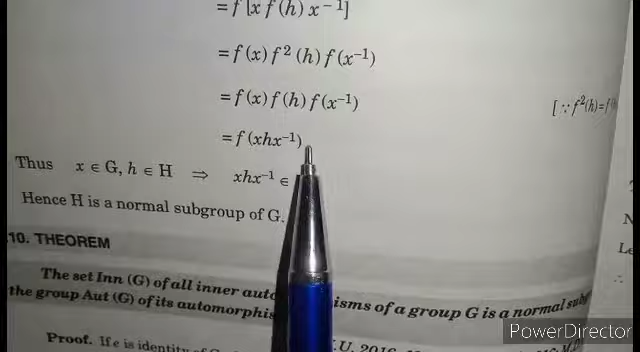 = f [x f (h) x⁻¹]
= f (x) f² (h) f (x⁻¹)
= f (x) f (h) f (x⁻¹) [∵ f²(h)=f
= f (xhx⁻¹)
Thus x ∈ G, h ∈ H ⇒ xhx⁻¹ ∈
Hence H is a normal subgroup of G.
10. THEOREM
The set Inn (G) of all inner auto isms of a group G is a normal
the group Aut (G) of its automorphis
Proof. If e is identity
PowerDirector